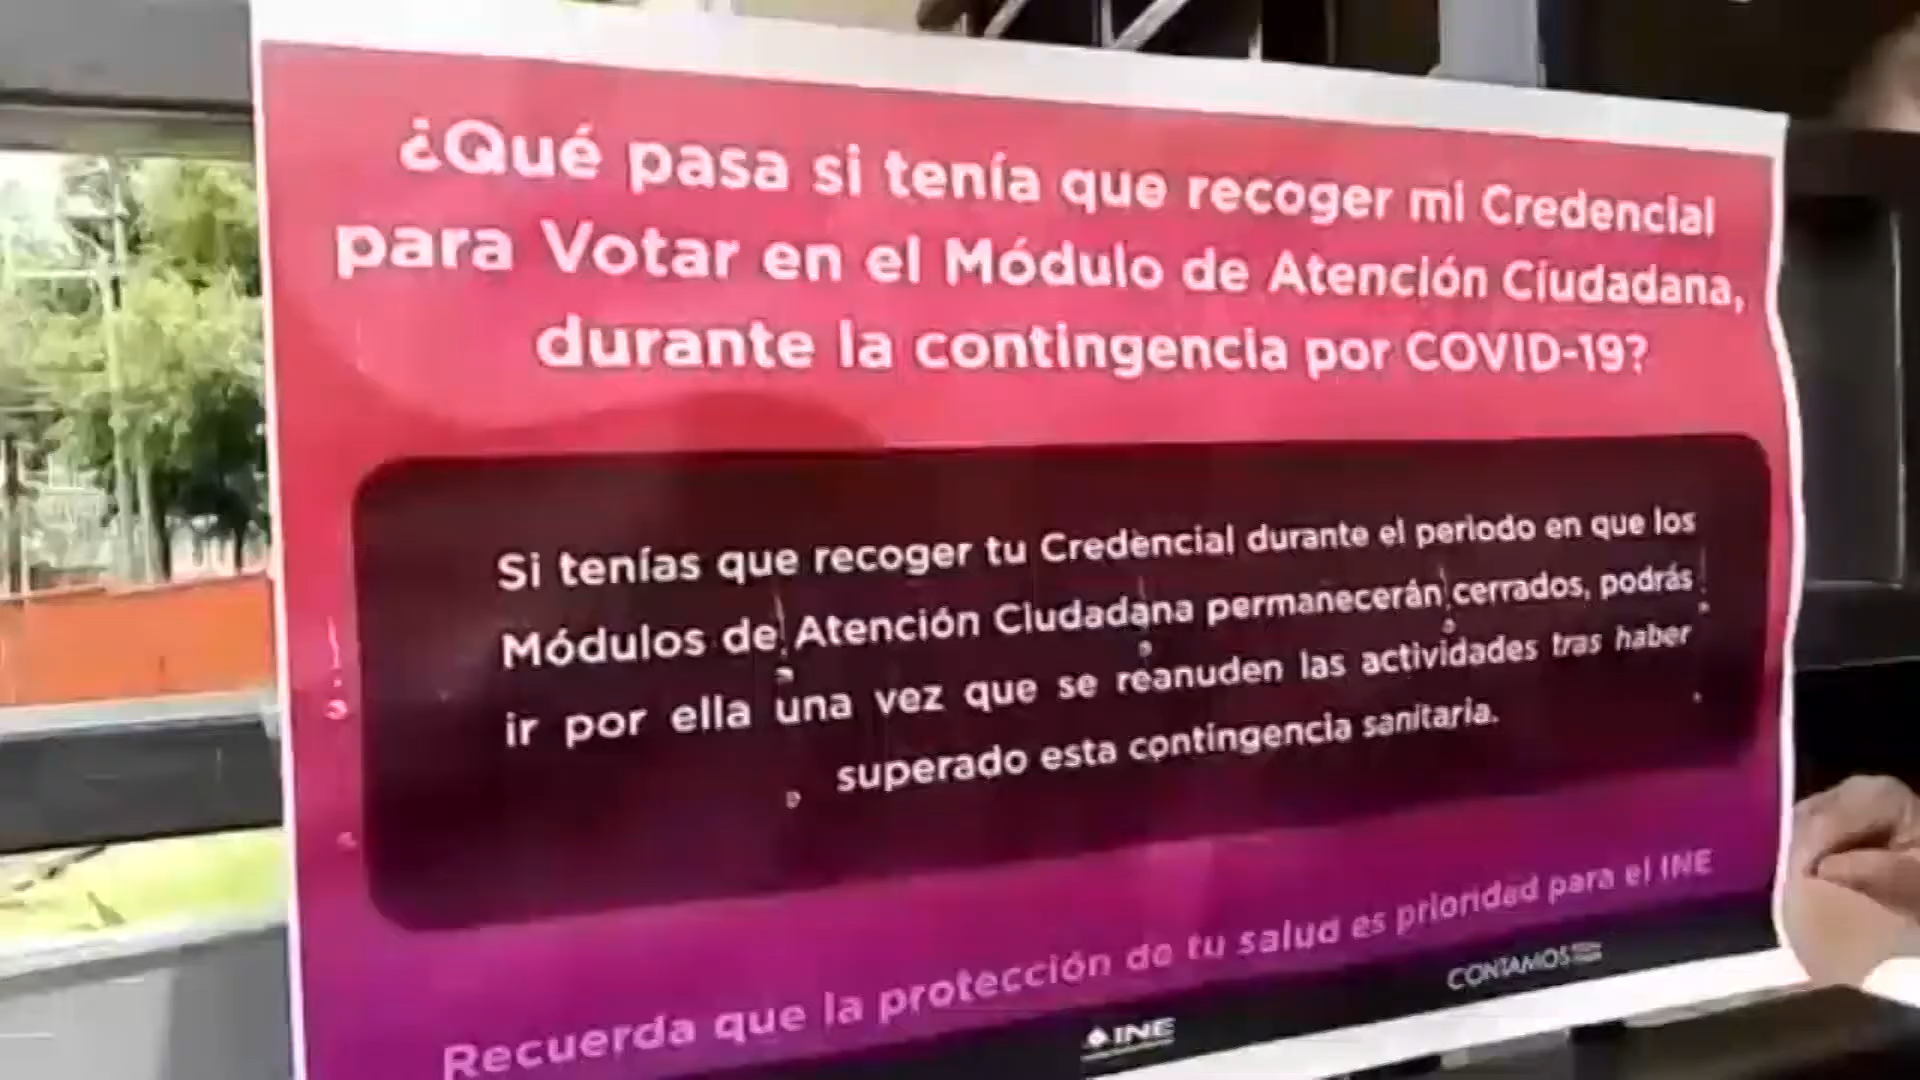 ¿Qué pasa si tenía que recoger mi Credencial
para Votar en el Módulo de Atención Ciudadana,
durante la contingencia por COVID-19?
Si tenías que recoger tu Credencial durante el periodo en que los
Módulos de Atención Ciudadana permanecerán cerrados, podrás
ir por ella una vez que se reanuden las actividades tras haber
superado esta contingencia sanitaria.
Recuerda que la protección de tu salud es prioridad para el INE
INE
CONTAMOS